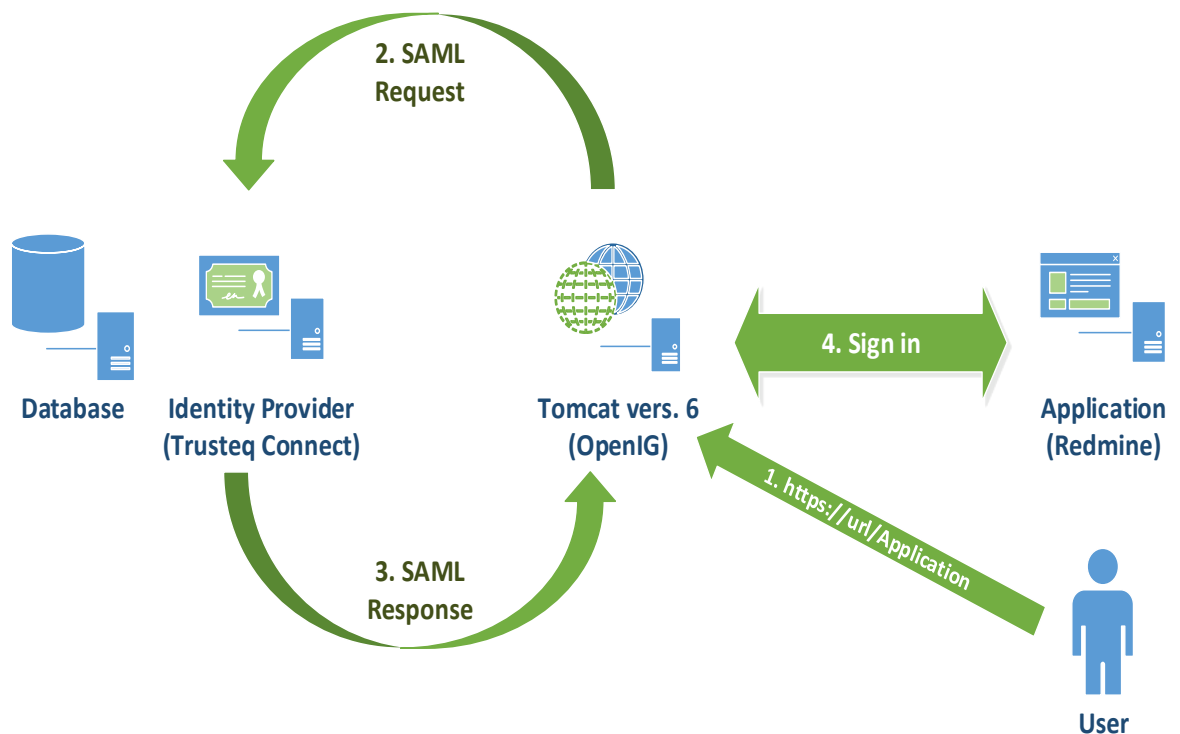 2. SAML
Request
Database
Identity Provider
(Trusteq Connect)
Tomcat vers. 6
(OpenIG)
4. Sign in
Application
(Redmine)
1. https://url/Application
3. SAML
Response
User